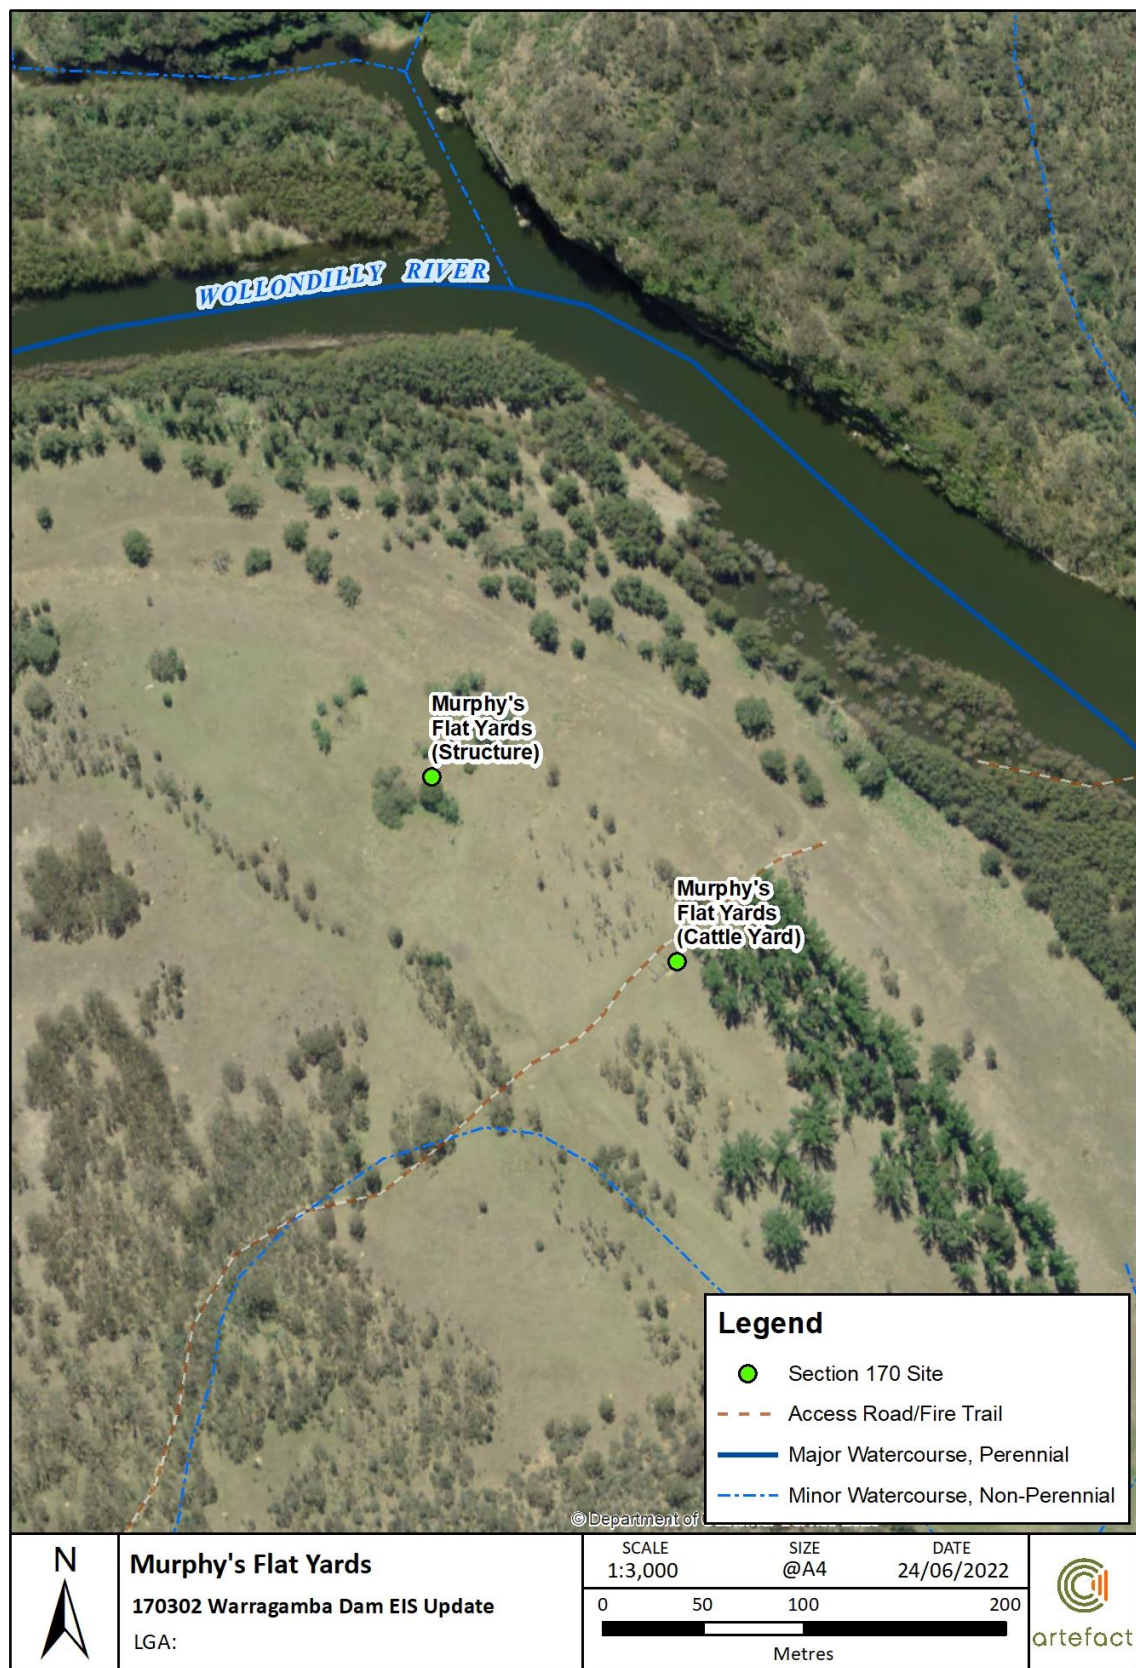 WOLLONDILLY RIVER
Murphy's
Flat Yards
(Structure)
Murphy's
Flat Yards
(Cattle Yard)
Legend
Section 170 Site
Access Road/Fire Trail
Major Watercourse, Perennial
Minor Watercourse, Non-Perennial
© Department of
N
Murphy's Flat Yards
170302 Warragamba Dam EIS Update
LGA:
SCALE
1:3,000
SIZE
@A4
DATE
24/06/2022
0 50 100 200
Metres
artefact